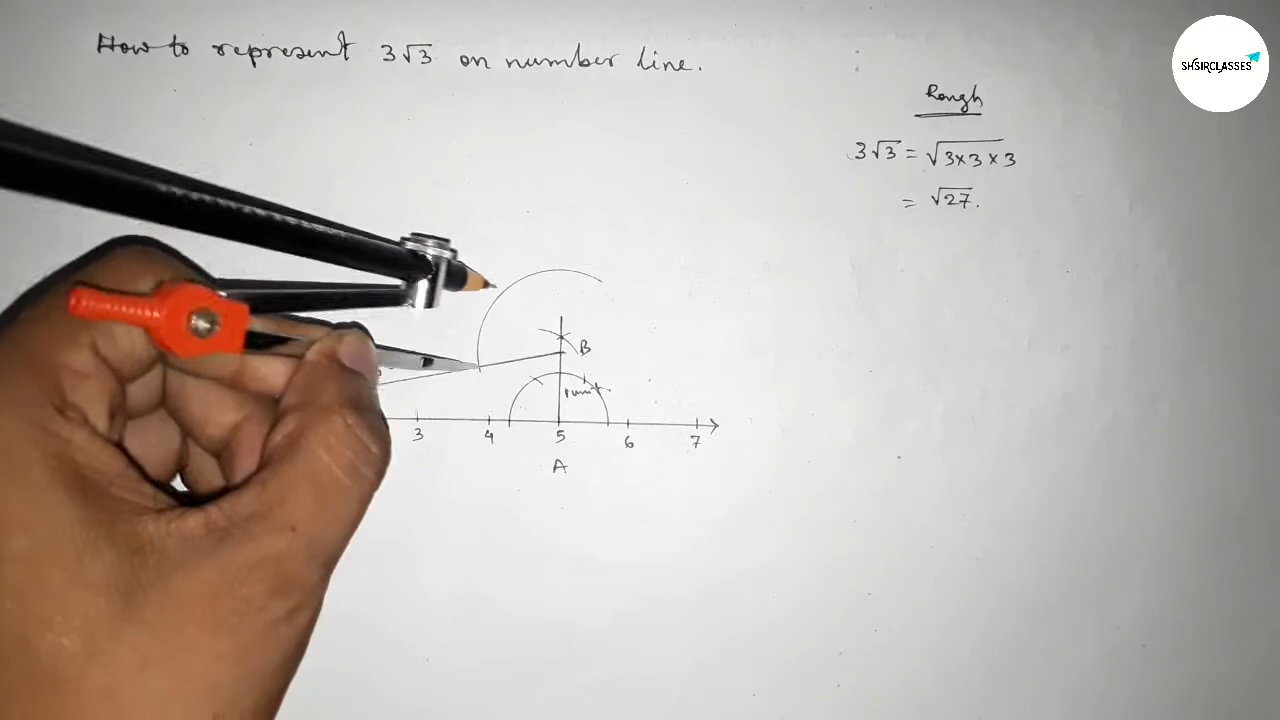 How to represent 3√3 on number line.
SHSIRCLASSES
Rough
3√3 = √3×3×3
= √27.
B
1 unit
3 4 5 6 7
A